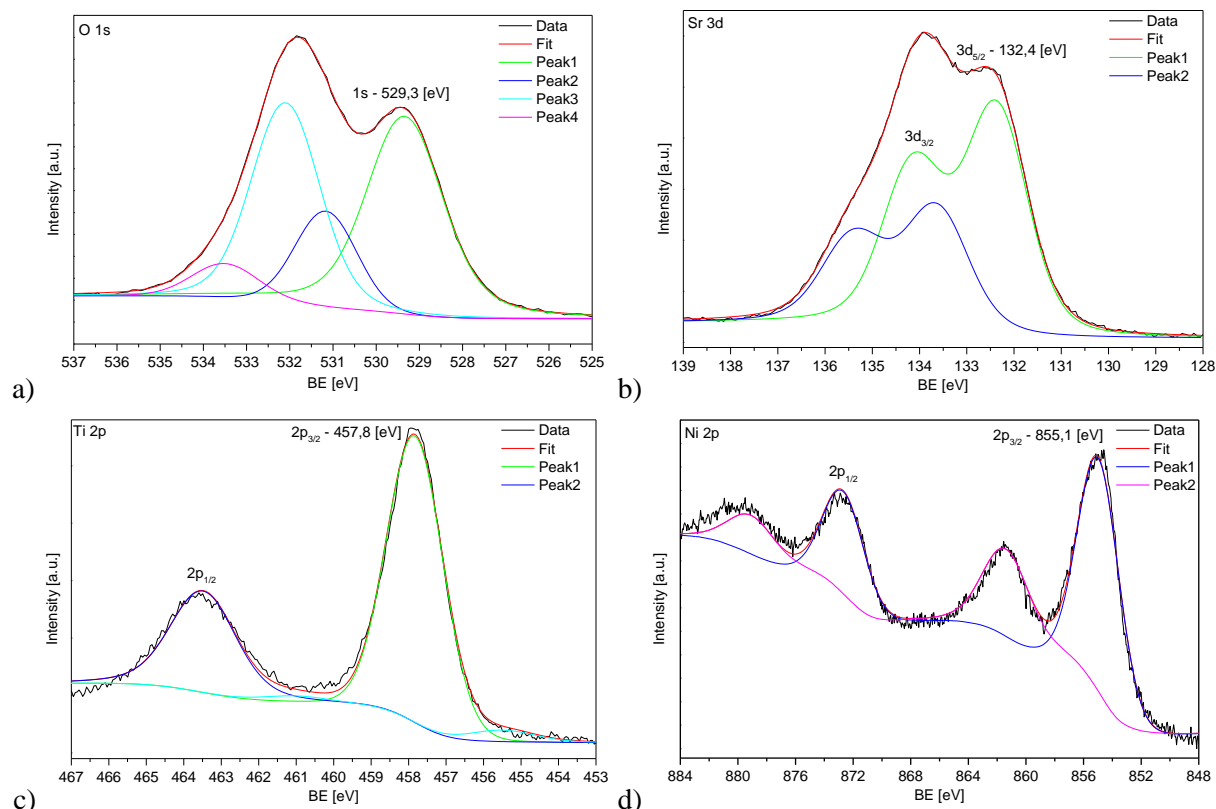 O 1s
Data
Fit
Peak1
Peak2
Peak3
Peak4
1s - 529,3 [eV]
Intensity [a.u.]
537 536 535 534 533 532 531 530 529 528 527 526 525
BE [eV]
a)
Sr 3d
3d5/2 - 132,4 [eV]
3d3/2
Data
Fit
Peak1
Peak2
Intensity [a.u.]
139 138 137 136 135 134 133 132 131 130 129 128
BE [eV]
b)
Ti 2p
2p3/2 - 457,8 [eV]
2p1/2
Data
Fit
Peak1
Peak2
Intensity [a.u.]
467 466 465 464 463 462 461 460 459 458 457 456 455 454 453
BE [eV]
c)
Ni 2p
2p3/2 - 855,1 [eV]
2p1/2
Data
Fit
Peak1
Peak2
Intensity [a.u.]
884 880 876 872 868 864 860 856 852 848
BE [eV]
d)